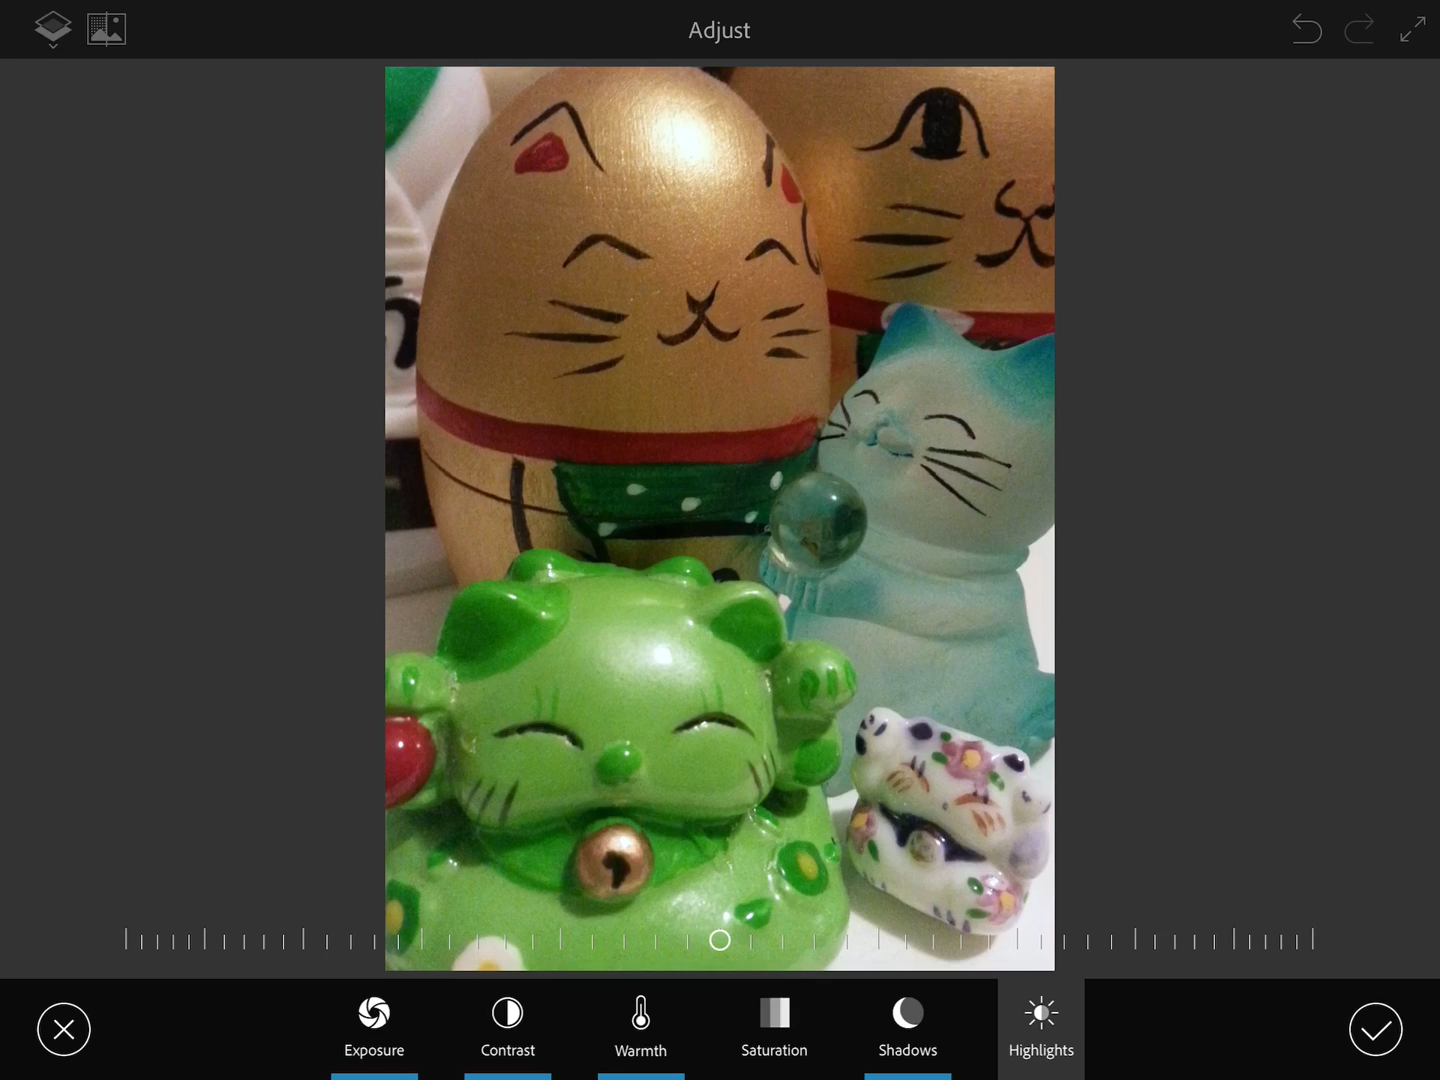 Adjust
Exposure
Contrast
Warmth
Saturation
Shadows
Highlights